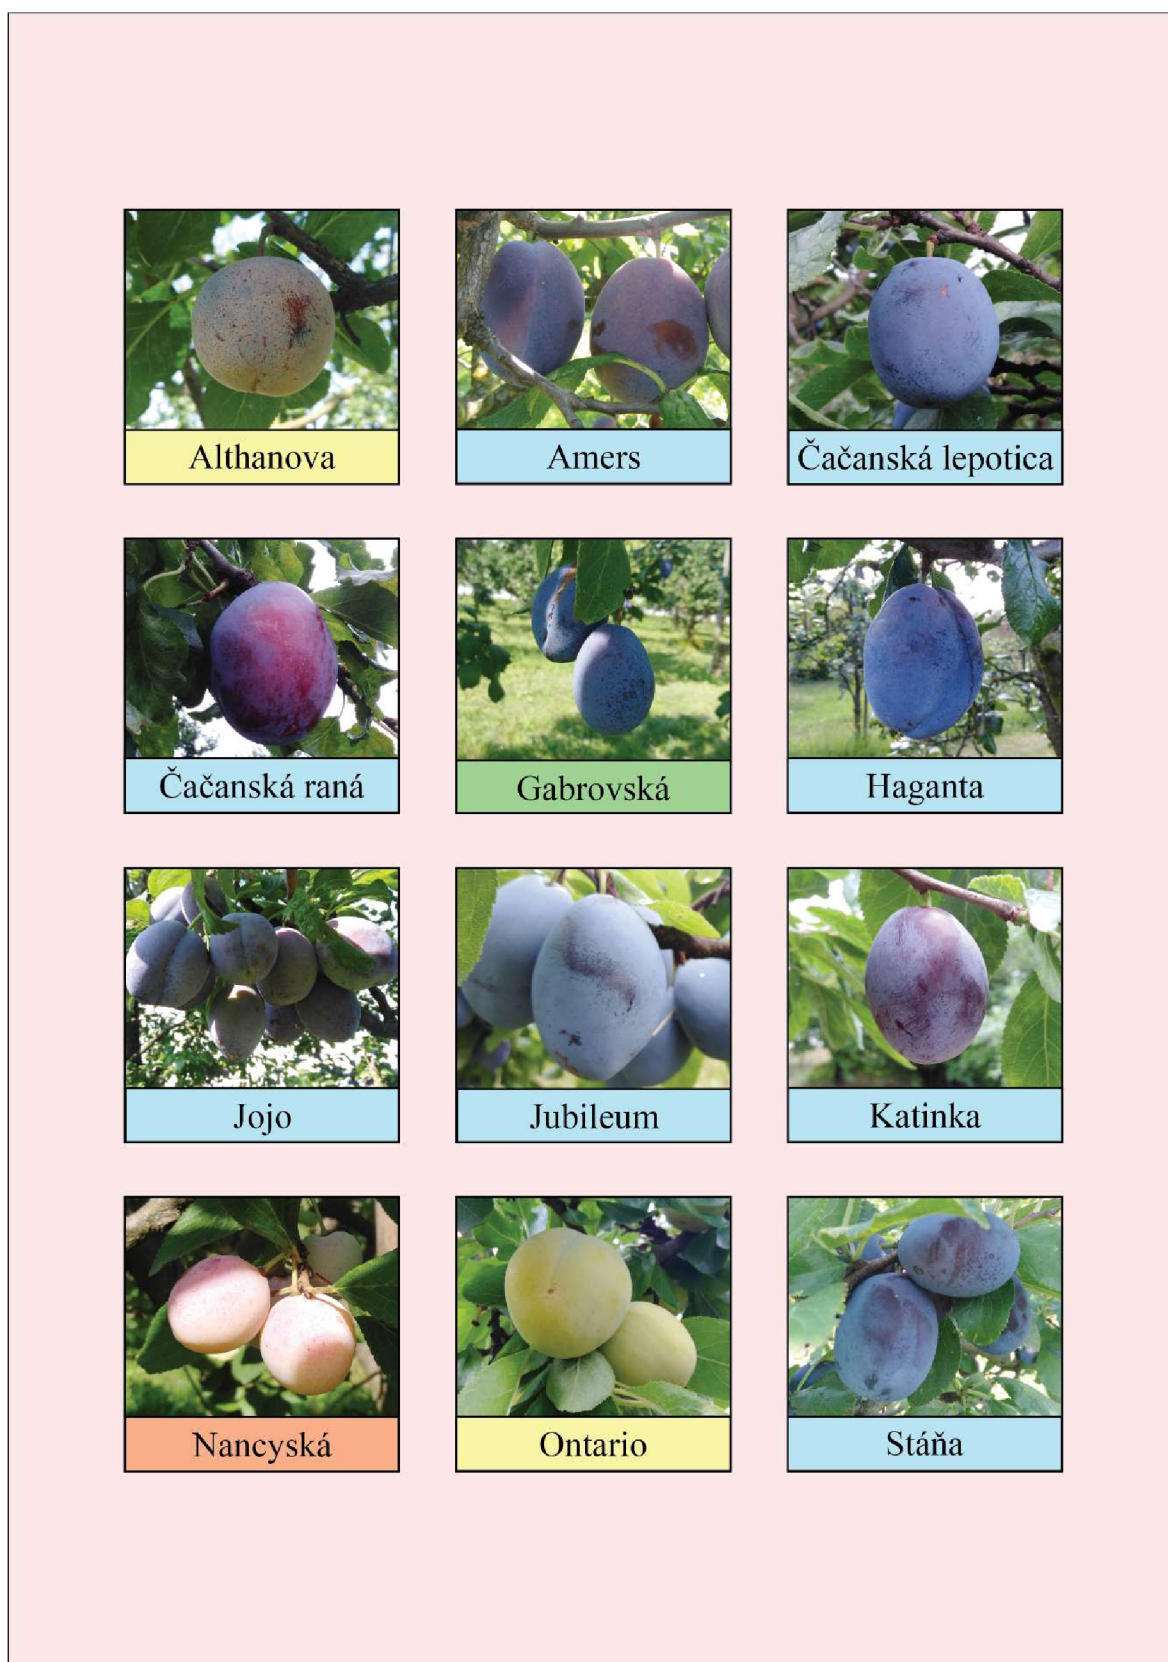 Althanova
Amers
Čačanská lepotica
Čačanská raná
Gabrovská
Haganta
Jojo
Jubileum
Katinka
Nancyská
Ontario
Stáňa